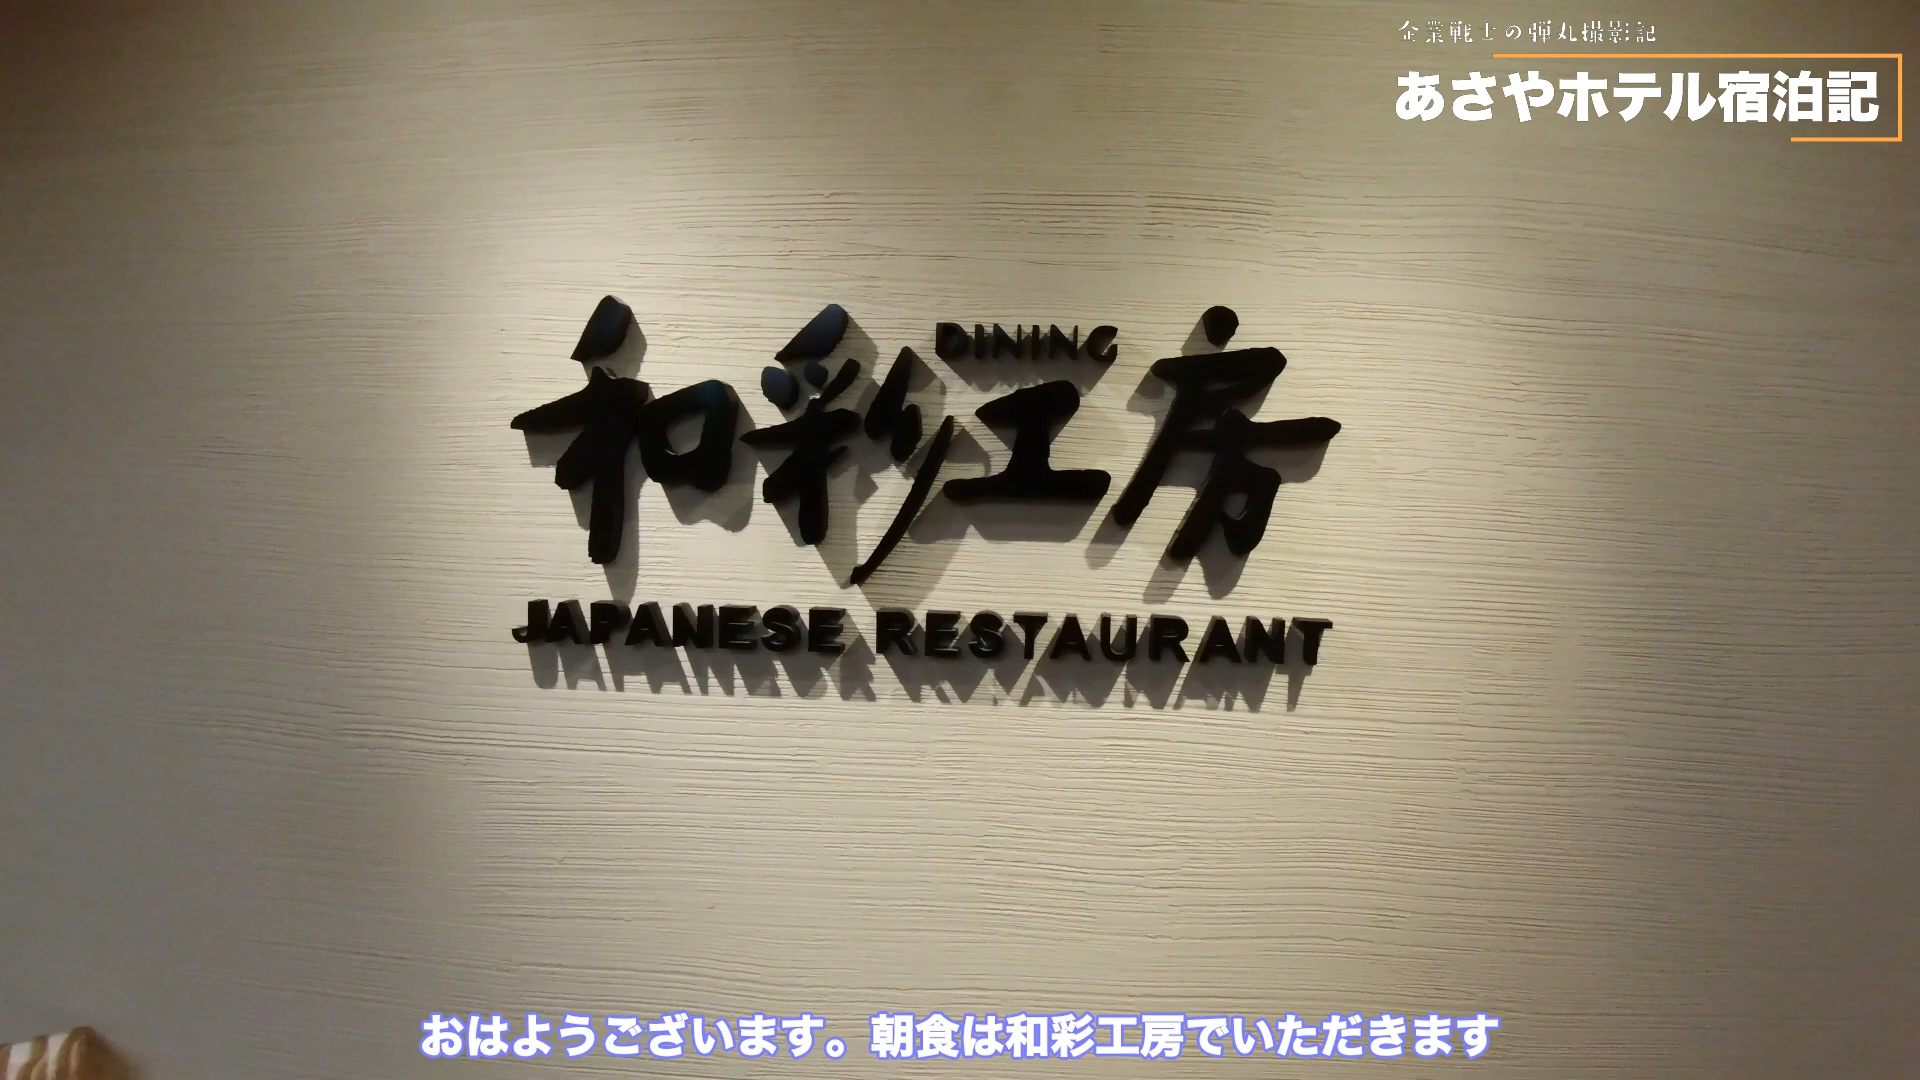 企業戦士の弾丸撮影記
あさやホテル宿泊記
DINING
和彩工房
JAPANESE RESTAURANT
おはようございます。朝食は和彩工房でいただきます